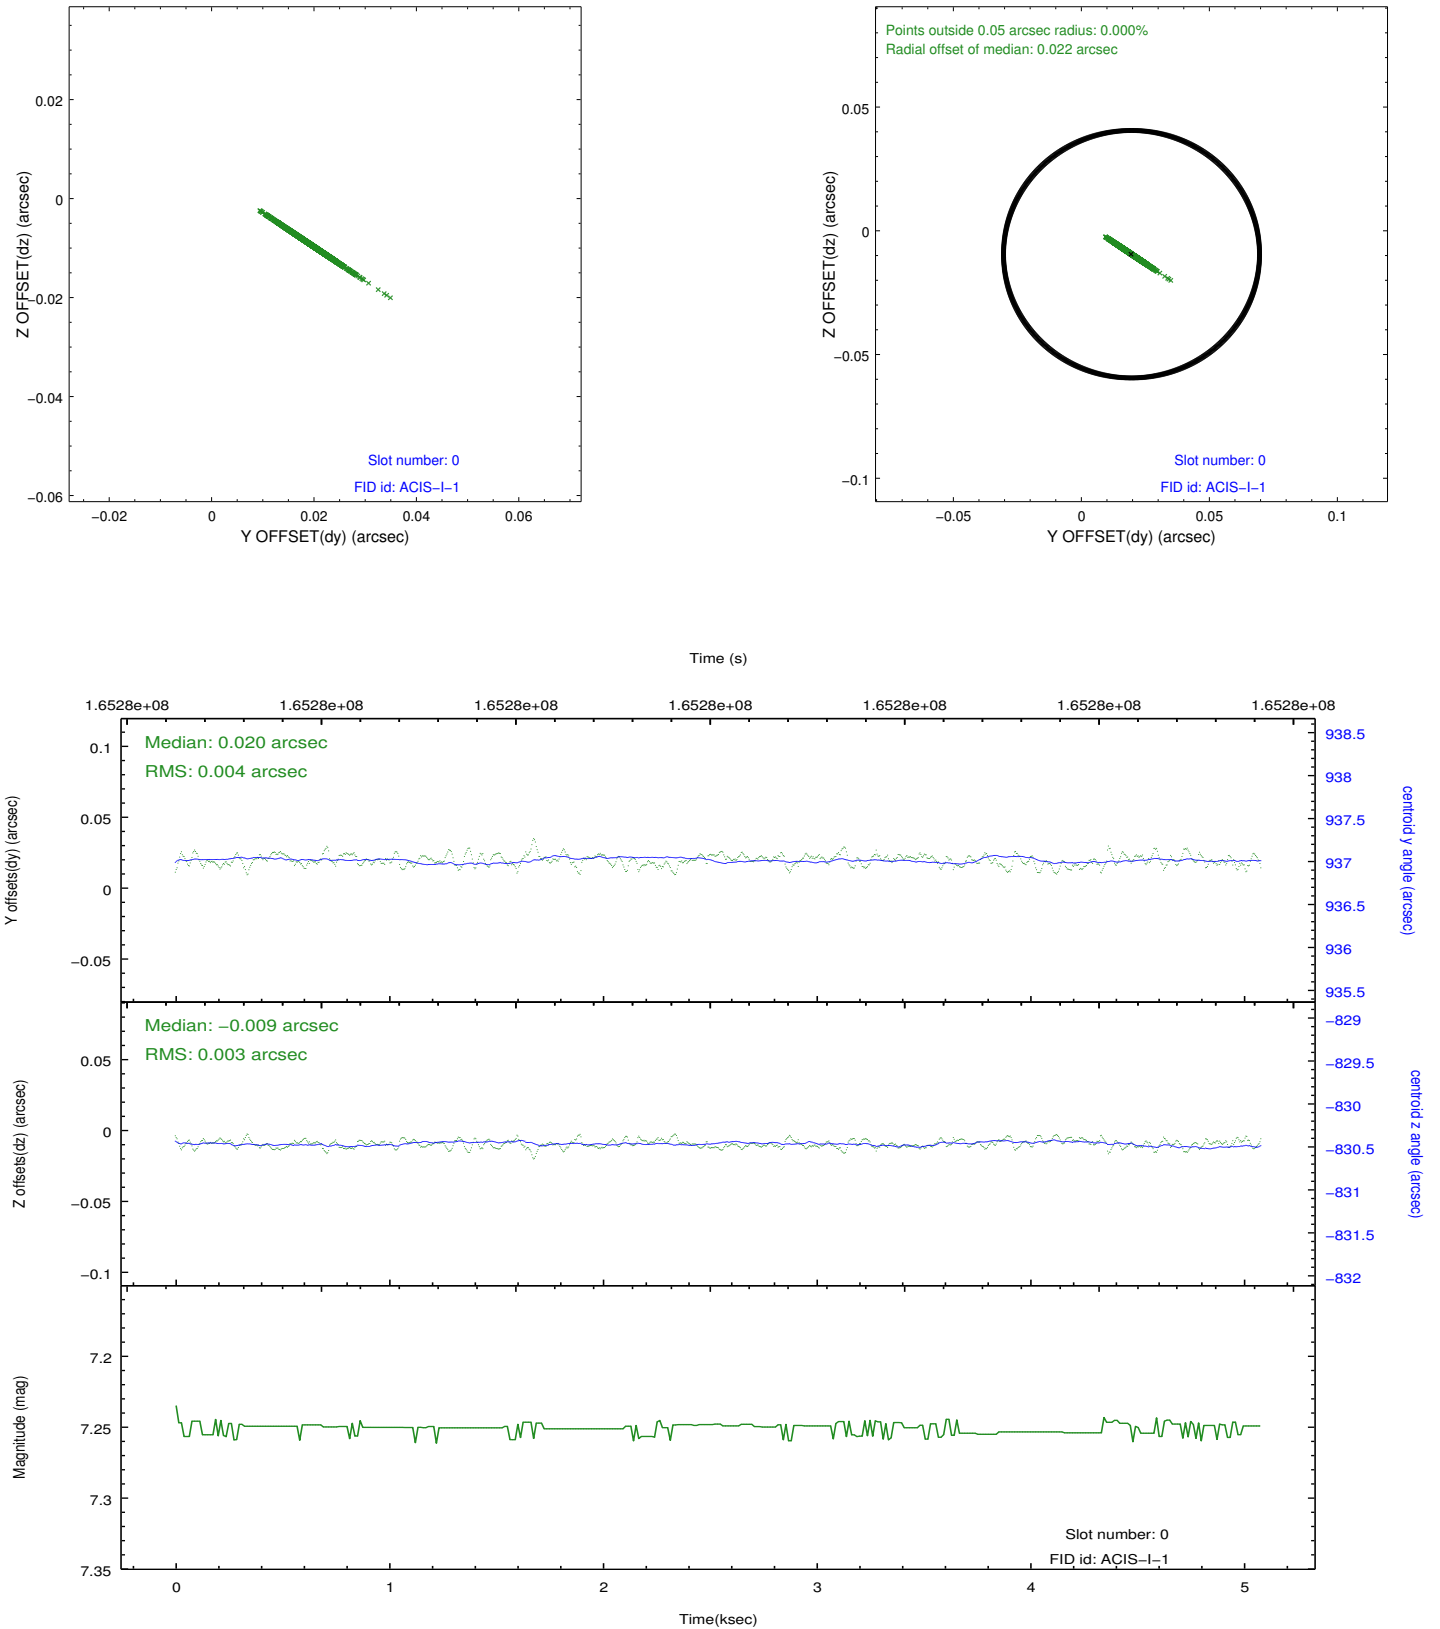 0.02
0
−0.02
−0.04
−0.06
Z OFFSET(dz) (arcsec)
Slot number: 0
FID id: ACIS−I−1
−0.02 0 0.02 0.04 0.06
Y OFFSET(dy) (arcsec)
Points outside 0.05 arcsec radius: 0.000%
Radial offset of median: 0.022 arcsec
0.05
0
−0.05
−0.1
Z OFFSET(dz) (arcsec)
Slot number: 0
FID id: ACIS−I−1
−0.05 0 0.05 0.1
Y OFFSET(dy) (arcsec)
Time (s)
1.6528e+08 1.6528e+08 1.6528e+08 1.6528e+08 1.6528e+08 1.6528e+08 1.6528e+08
Median: 0.020 arcsec
RMS: 0.004 arcsec
0.1
0.05
0
−0.05
Y offsets(dy) (arcsec)
938.5
938
937.5
937
936.5
936
935.5
centroid y angle (arcsec)
Median: −0.009 arcsec
RMS: 0.003 arcsec
0.05
0
−0.05
−0.1
Z offsets(dz) (arcsec)
−829
−829.5
−830
−830.5
−831
−831.5
−832
centroid z angle (arcsec)
7.2
7.25
7.3
7.35
Magnitude (mag)
Slot number: 0
FID id: ACIS−I−1
0 1 2 3 4 5
Time(ksec)